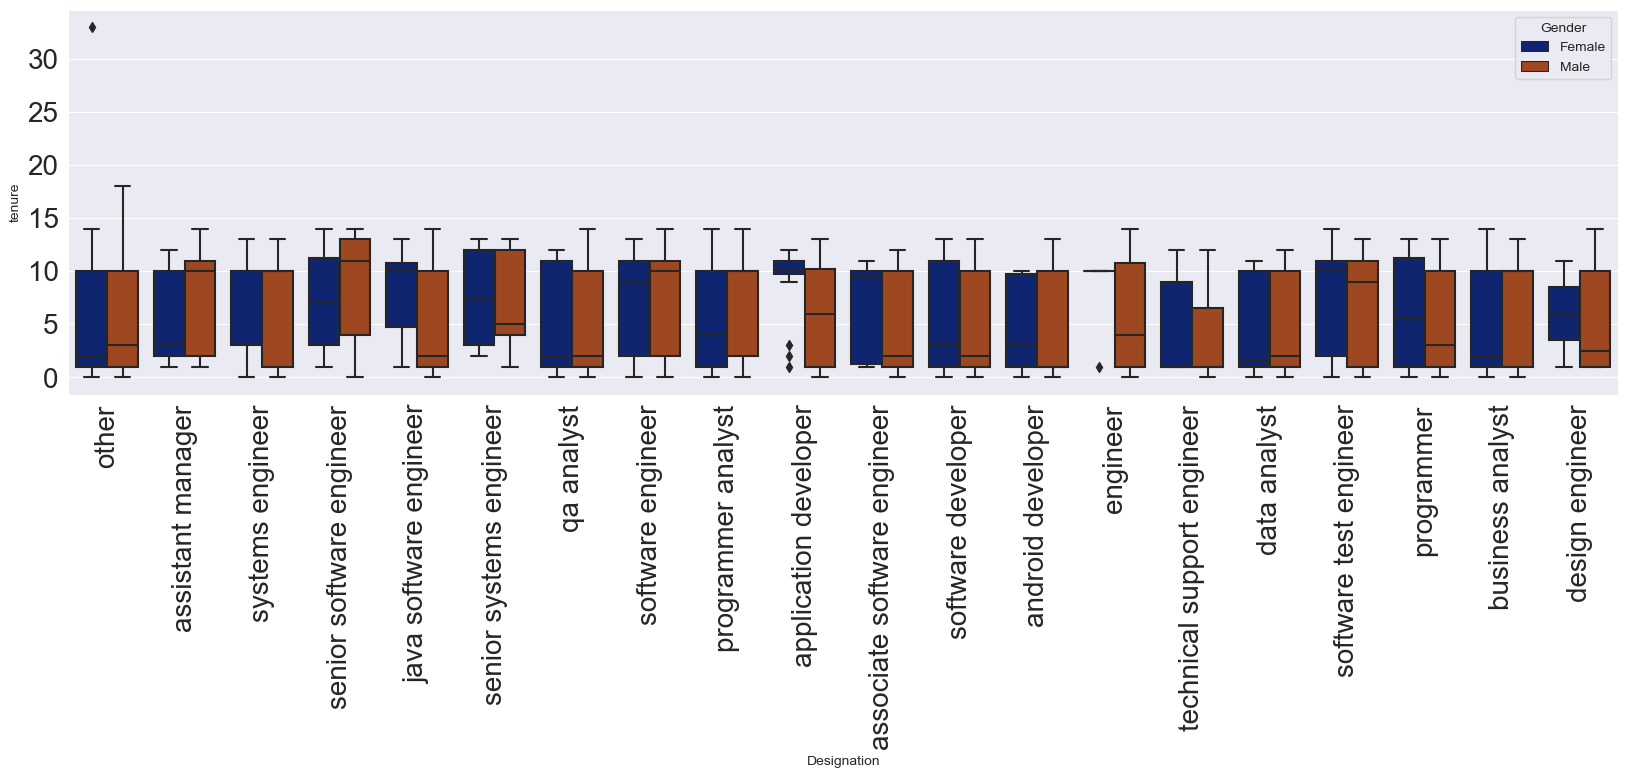 Gender
Female
Male
30
25
20
15
10
5
0
tenure
other
assistant manager
systems engineer
senior software engineer
java software engineer
senior systems engineer
qa analyst
software engineer
programmer analyst
application developer
associate software engineer
software developer
android developer
engineer
technical support engineer
data analyst
software test engineer
programmer
business analyst
design engineer
Designation